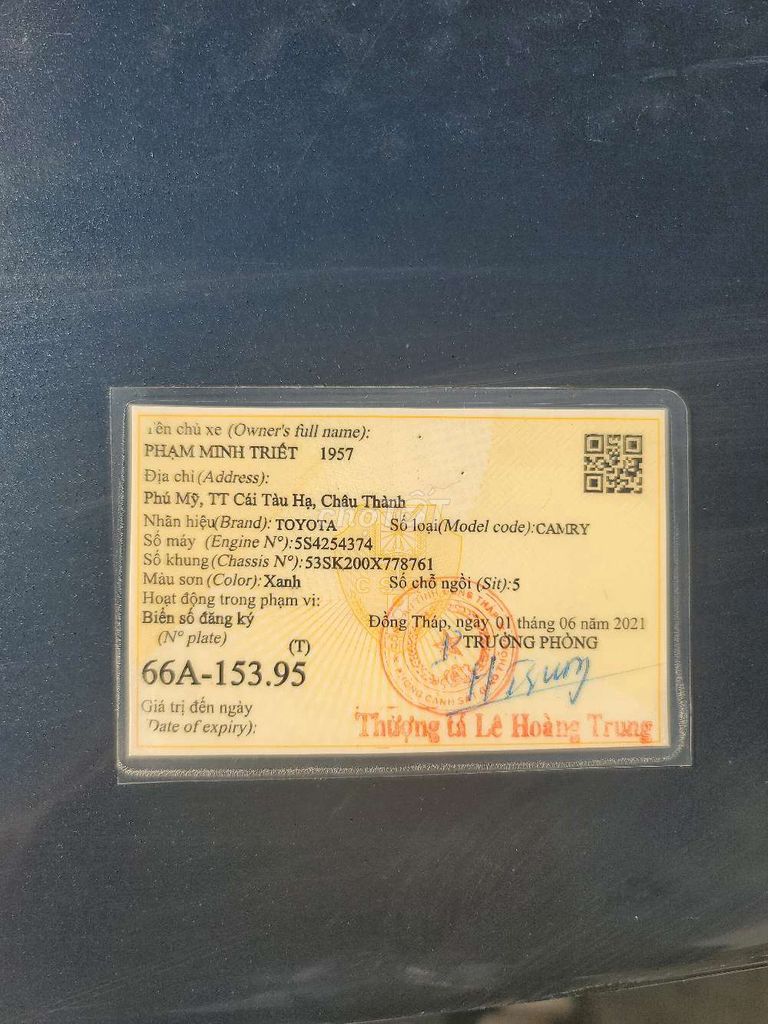 Tên chủ xe (Owner's full name):
PHẠM MINH TRIẾT 1957
Địa chỉ (Address):
Phú Mỹ, TT Cái Tàu Hạ, Châu Thành
chợTỐT
Nhãn hiệu(Brand): TOYOTA Số loại(Model code): CAMRY
Số máy (Engine N°):5S4254374
Số khung (Chassis N°):53SK200X778761
Màu sơn (Color): Xanh Số chỗ ngồi (Sit):5
Hoạt động trong phạm vi:
Biển số đăng ký Đồng Tháp, ngày 01 tháng 06 năm 2021
(N° plate) (T) TRƯỞNG PHÒNG
66A-153.95
Giá trị đến ngày
Date of expiry):
Thượng tá Lê Hoàng Trung